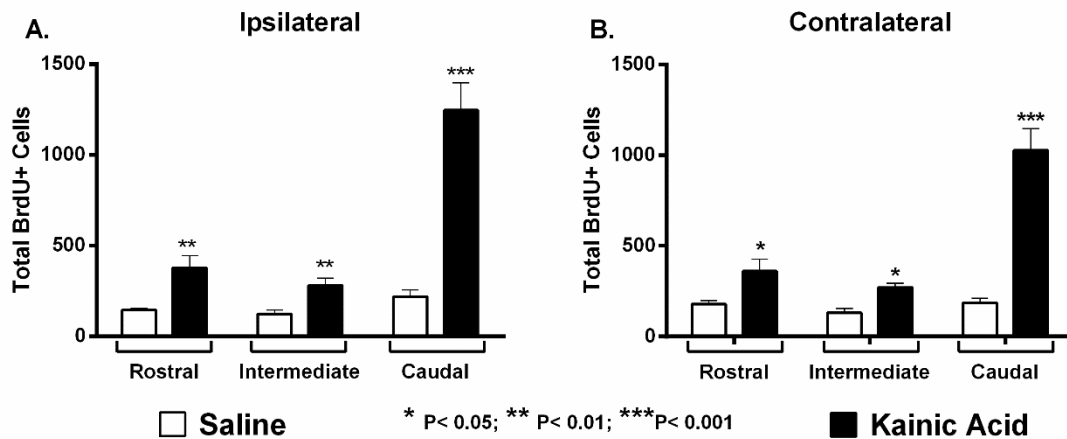 A. Ipsilateral
Total BrdU+ Cells
1500
1000
500
0
** ** ***
Rostral Intermediate Caudal
B. Contralateral
Total BrdU+ Cells
1500
1000
500
0
* * ***
Rostral Intermediate Caudal
Saline * P< 0.05; ** P< 0.01; ***P< 0.001 Kainic Acid